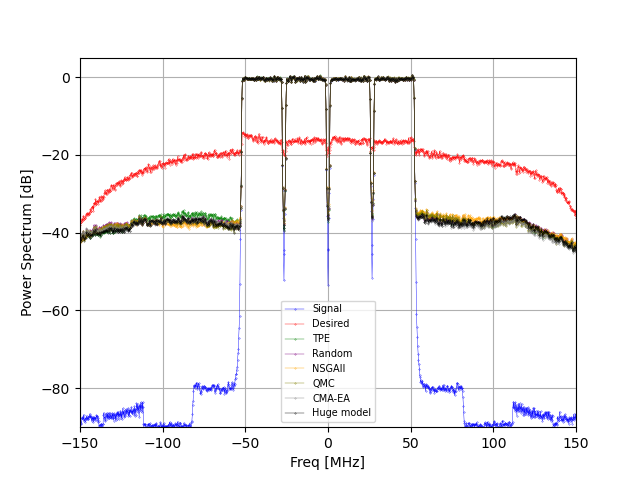 0
−20
−40
−60
−80
Power Spectrum [dB]
Signal
Desired
TPE
Random
NSGAII
QMC
CMA-EA
Huge model
−150
−100
−50
0
50
100
150
Freq [MHz]